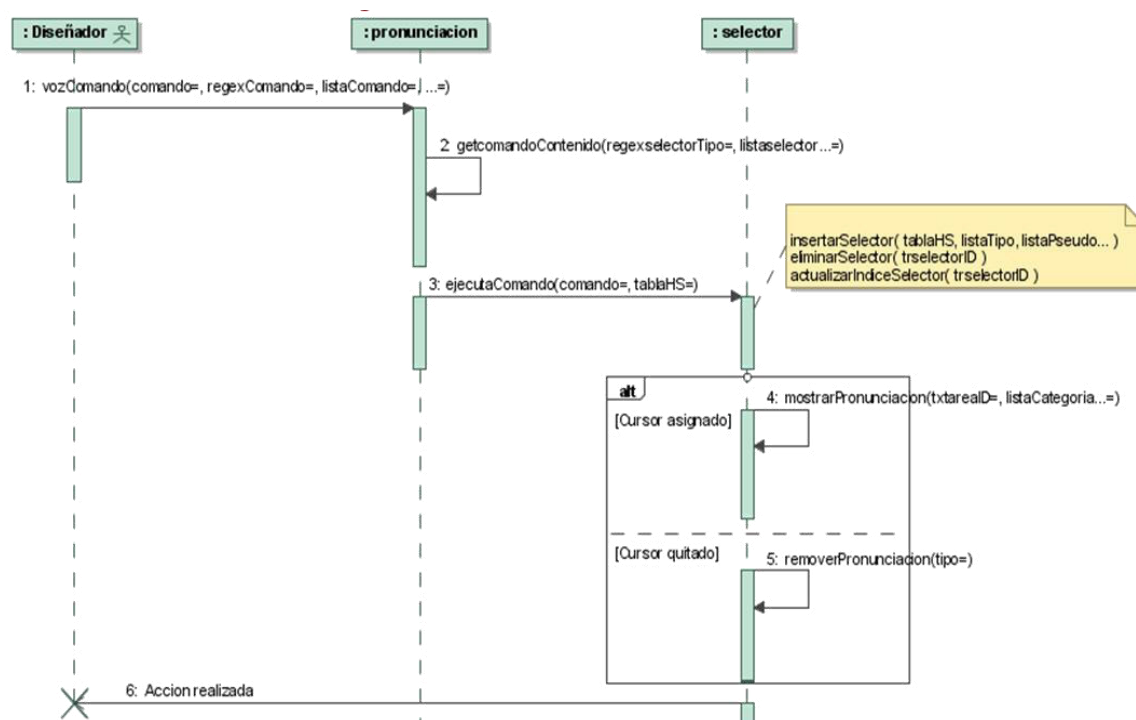 : Diseñador
: pronunciacion
: selector
1: vozComando(comando=, regexComando=, listaComando=, ...=)
2: getcomandoContenido(regexselectorTipo=, listaselector...=)
insertarSelector( tablaHS, listaTipo, listaPseudo... )
eliminarSelector( trselectorID )
actualizarIndiceSelector( trselectorID )
3: ejecutaComando(comando=, tablaHS=)
alt
4: mostrarPronunciacion(txtareaID=, listaCategoria...=)
[Cursor asignado]
[Cursor quitado]
5: removerPronunciacion(tipo=)
6: Accion realizada